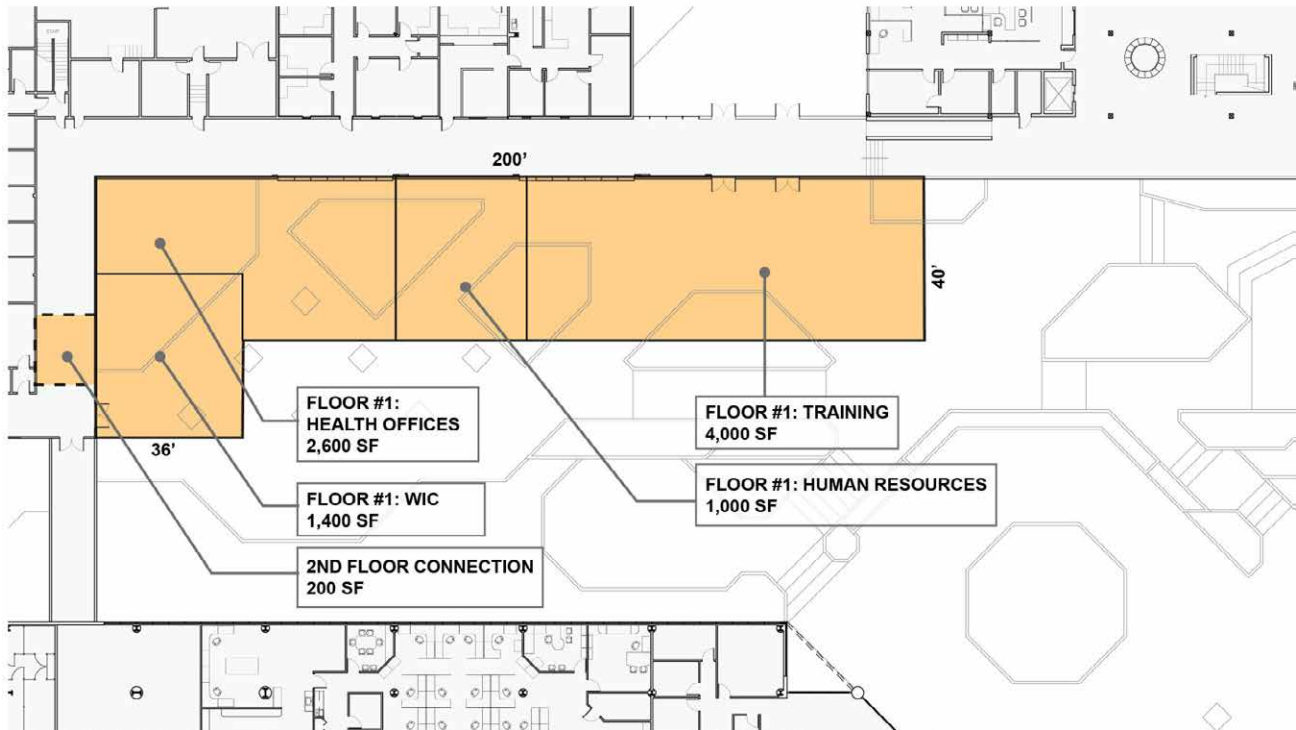 200’
40’
36’
FLOOR #1:
HEALTH OFFICES
2,600 SF
FLOOR #1: TRAINING
4,000 SF
FLOOR #1: WIC
1,400 SF
FLOOR #1: HUMAN RESOURCES
1,000 SF
2ND FLOOR CONNECTION
200 SF